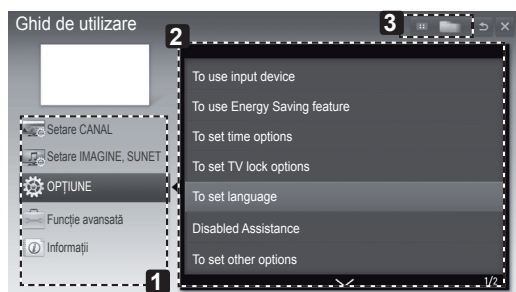 Ghid de utilizare
3
2
To use input device
To use Energy Saving feature
To set time options
To set TV lock options
To set language
Disabled Assistance
To set other options
1/2
Setare CANAL
Setare IMAGINE, SUNET
OPȚIUNE
Funcție avansată
Informații
1